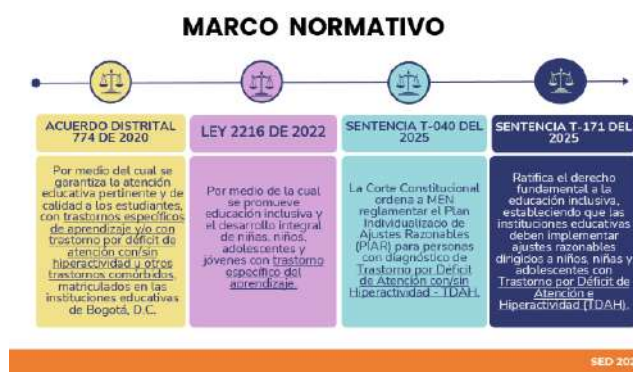 MARCO NORMATIVO
ACUERDO DISTRITAL
774 DE 2020
Por medio del cual se
garantiza la atención
educativa pertinente y de
calidad a los estudiantes,
con trastornos específicos
de aprendizaje y/o con
trastorno por déficit de
atención con/sin
hiperactividad u otros
trastornos comórbidos,
matriculados en las
instituciones educativas
de Bogotá, D.C.
LEY 2216 DE 2022
Por medio de la cual
se promueve
educación inclusiva y
el desarrollo integral
de niñas, niños,
adolescentes y
jóvenes con trastorno
específico del
aprendizaje.
SENTENCIA T-040 DEL
2025
La Corte Constitucional
ordena a MEN
reglamentar el Plan
Individualizado de
Ajustes Razonables
(PIAR) para personas
con diagnóstico de
Trastorno por Déficit
de Atención con/sin
Hiperactividad - TDAH.
SENTENCIA T-171 DEL
2025
Ratifica el derecho
fundamental a la
educación inclusiva,
estableciendo que las
instituciones educativas
deben implementar
ajustes razonables
dirigidos a niños, niñas y
adolescentes con
Trastorno por Déficit de
Atención e
Hiperactividad (TDAH).
SED 202